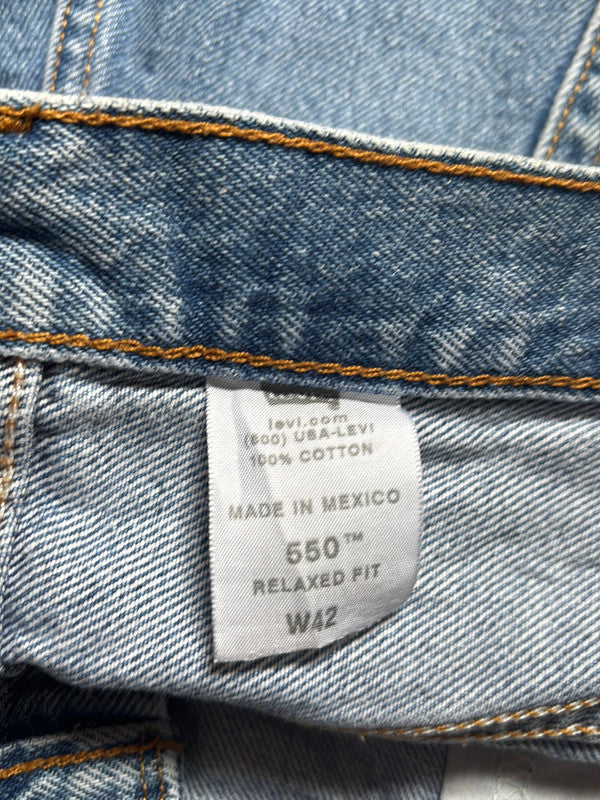 levi.com
(800) USA-LEVI
100% COTTON
MADE IN MEXICO
550™
RELAXED FIT
W42